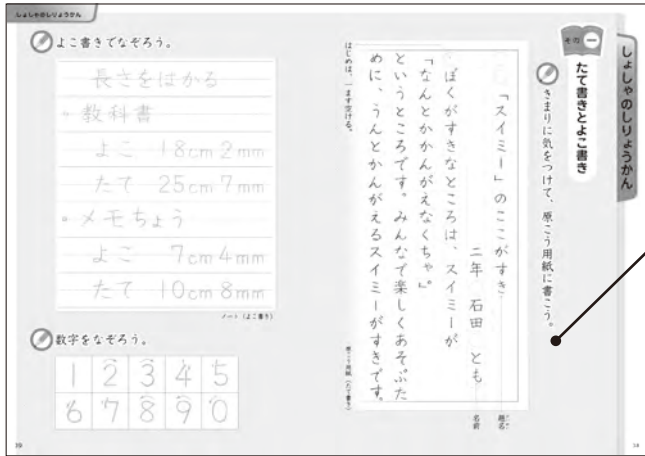 しょしゃのしりょうかん
その一
たて書きとよこ書き
きまりに気をつけて、原こう用紙に書こう。
題名
名前
「スイミー」のここがすき
二年 石田 とも
ぼくがすきなところは、スイミーが
「なんとかかんがえなくちゃ。」
というところです。みんなで楽しくあそぶた
めに、うんとかんがえるスイミーがすきです。
はじめは、一ます空ける。
原こう用紙(たて書き)
しょしゃのしりょうかん
よこ書きでなぞろう。
長さをはかる
・教科書
よこ 18cm 2mm
たて 25cm 7mm
・メモちょう
よこ 7cm 4mm
たて 10cm 8mm
ノート(よこ書き)
数字をなぞろう。
1 2 3 4 5
6 7 8 9 0
39